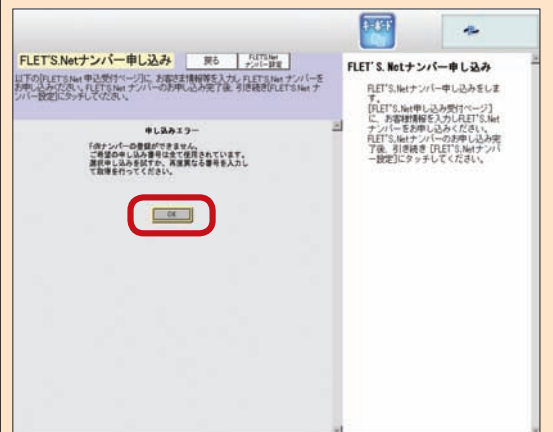 キーボード
FLET'S.Netナンバー申し込み
戻る
FLET'S.Net
ナンバー設定
以下の[FLET'S.Net 申込受付ページ]に、お客さま情報等を入力し FLET'S.Net ナンバーを
お申し込みください。FLET'S.Net ナンバーのお申し込み完了後、引き続き[FLET'S.Net ナ
ンバー設定]にタッチしてください。
申し込みエラー
ナンバーの登録ができません。
ご希望の申し込み番号は全て使用されています。
選択申し込みを試すか、再度異なる番号を入力し
て取得を行ってください。
OK
FLET'S.Netナンバー申し込み
FLET'S.Netナンバー申し込みをしま
す。
[FLET'S.Net申し込み受付ページ]
に、お客様情報を入力しFLET'S.Net
ナンバーをお申し込みください。
FLET'S.Netナンバーのお申し込み完
了後、引き続き [FLET'S.Netナンバ
ー設定]にタッチしてください。